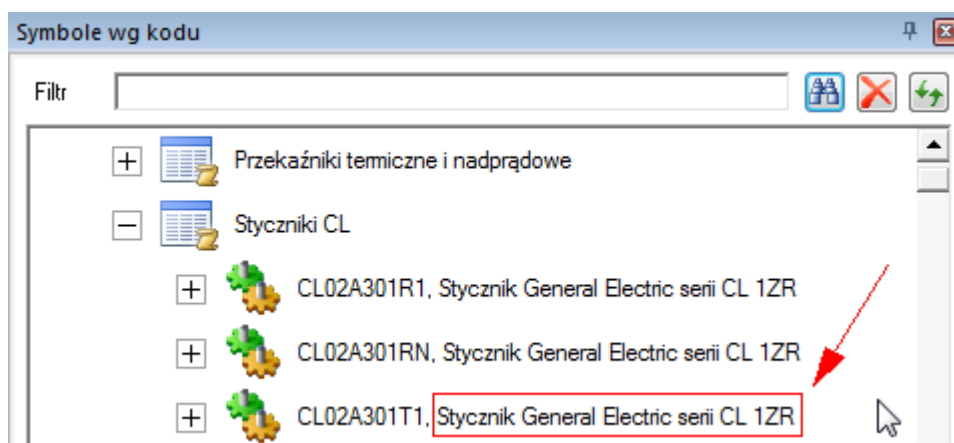 Symbole wg kodu
Filtr
Przekaźniki termiczne i nadprądowe
Styczniki CL
CL02A301R1, Stycznik General Electric serii CL 1ZR
CL02A301RN, Stycznik General Electric serii CL 1ZR
CL02A301T1, Stycznik General Electric serii CL 1ZR